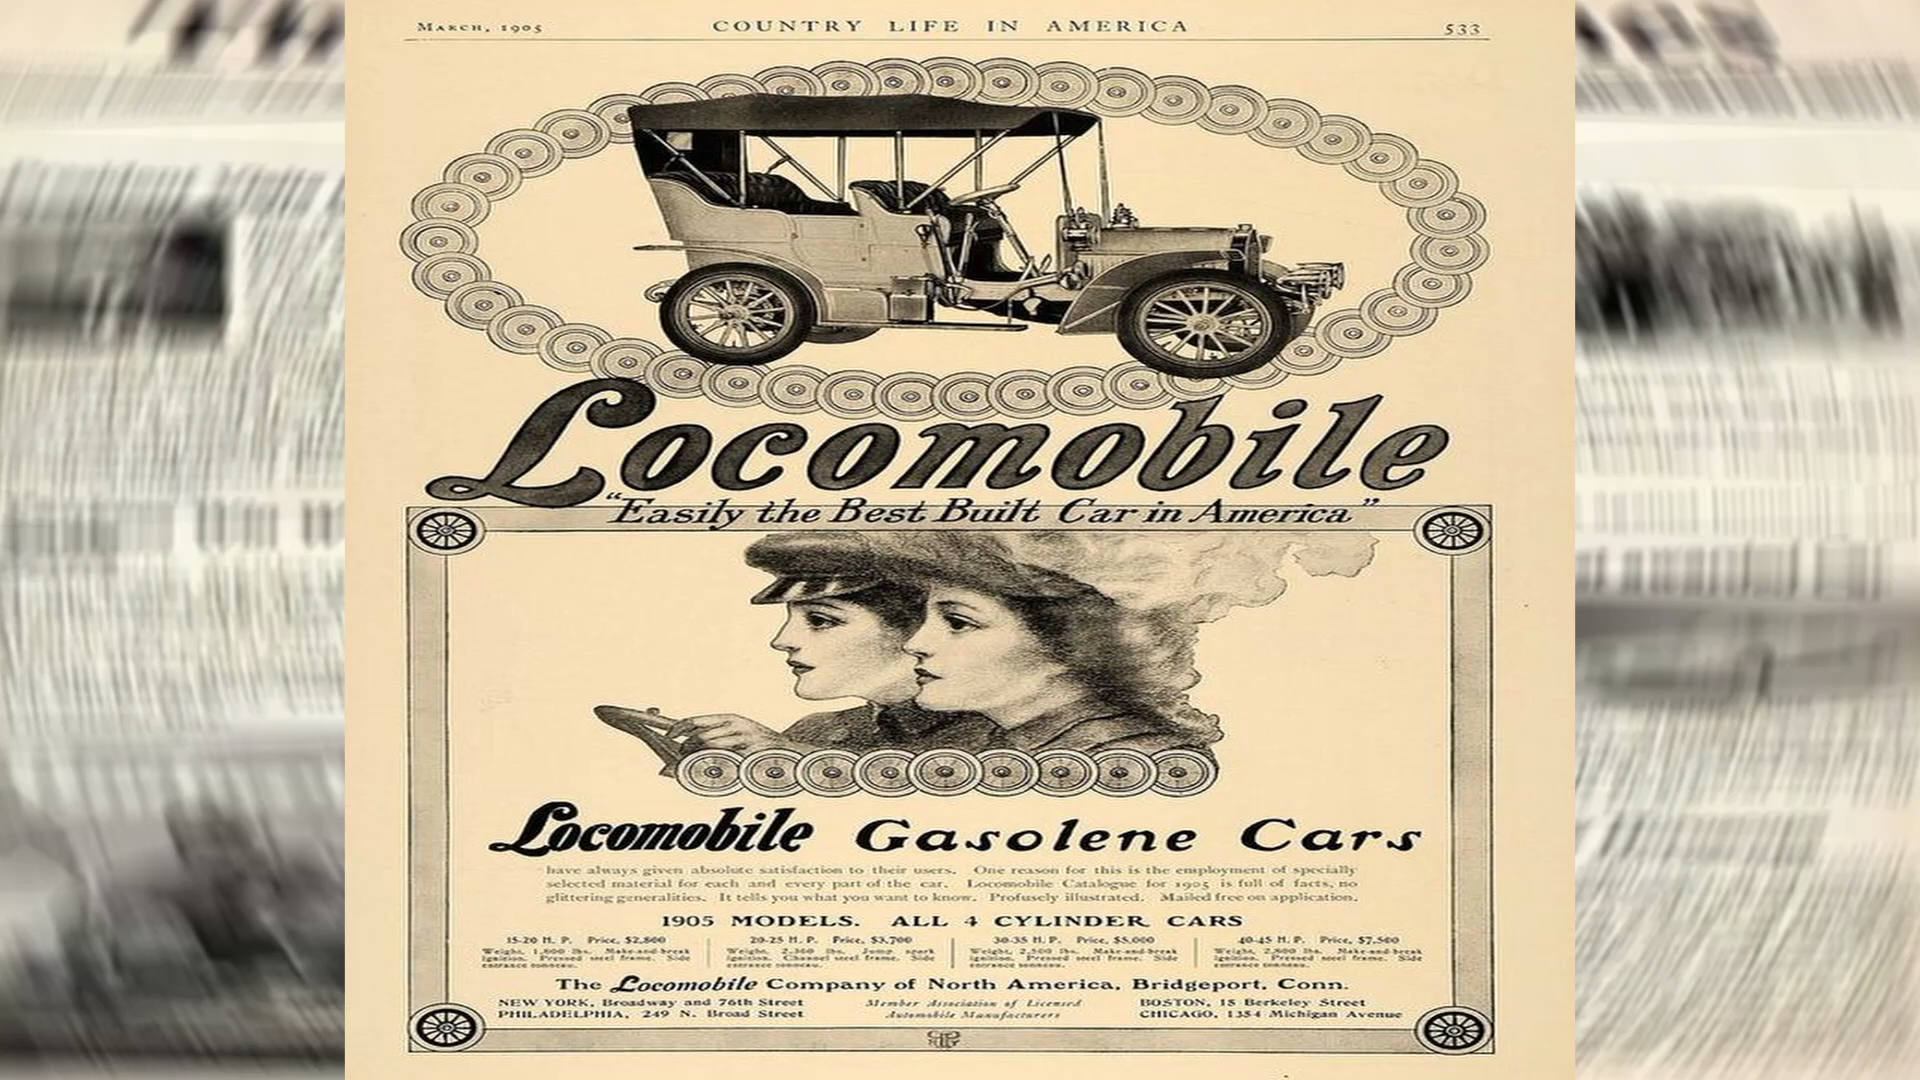 MARCH, 1905 COUNTRY LIFE IN AMERICA 533
Locomobile
"Easily the Best Built Car in America"
Locomobile Gasolene Cars
have always given absolute satisfaction to their users. One reason for this is the employment of specially
selected material for each and every part of the car. Locomobile Catalogue for 1905 is full of facts, no
glittering generalities. It tells you what you want to know. Profusely illustrated. Mailed free on application.
1905 MODELS. ALL 4 CYLINDER CARS
15-20 H. P. Price, $2,800
Weight, 1,800 lbs. Make-and-break
Ignition. Pressed steel frame. Side
entrance tonneau.
20-25 H. P. Price, $3,700
Weight, 2,300 lbs. Jump spark
Ignition. Channel steel frame. Side
entrance tonneau.
30-35 H. P. Price, $5,000
Weight, 2,500 lbs. Make-and-break
Ignition. Pressed steel frame. Side
entrance tonneau.
40-45 H. P. Price, $7,500
Weight, 2,800 lbs. Make-and-break
Ignition. Pressed steel frame. Side
entrance tonneau.
The Locomobile Company of North America, Bridgeport, Conn.
NEW YORK, Broadway and 76th Street
PHILADELPHIA, 249 N. Broad Street
Member Association of Licensed
Automobile Manufacturers
BOSTON, 15 Berkeley Street
CHICAGO, 1354 Michigan Avenue